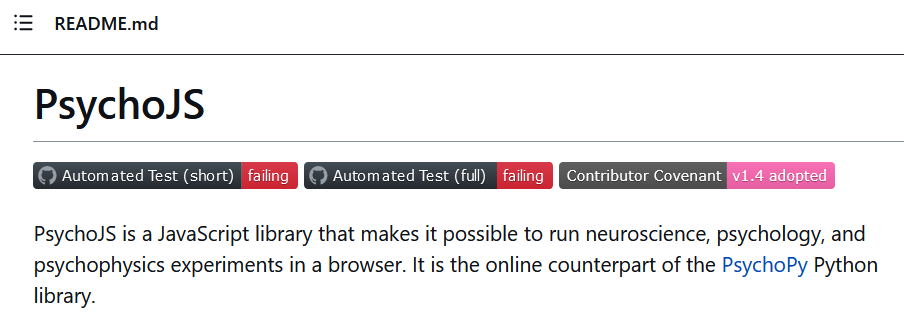 README.md
PsychoJS
Automated Test (short) failing Automated Test (full) failing Contributor Covenant v1.4 adopted
PsychoJS is a JavaScript library that makes it possible to run neuroscience, psychology, and
psychophysics experiments in a browser. It is the online counterpart of the PsychoPy Python
library.